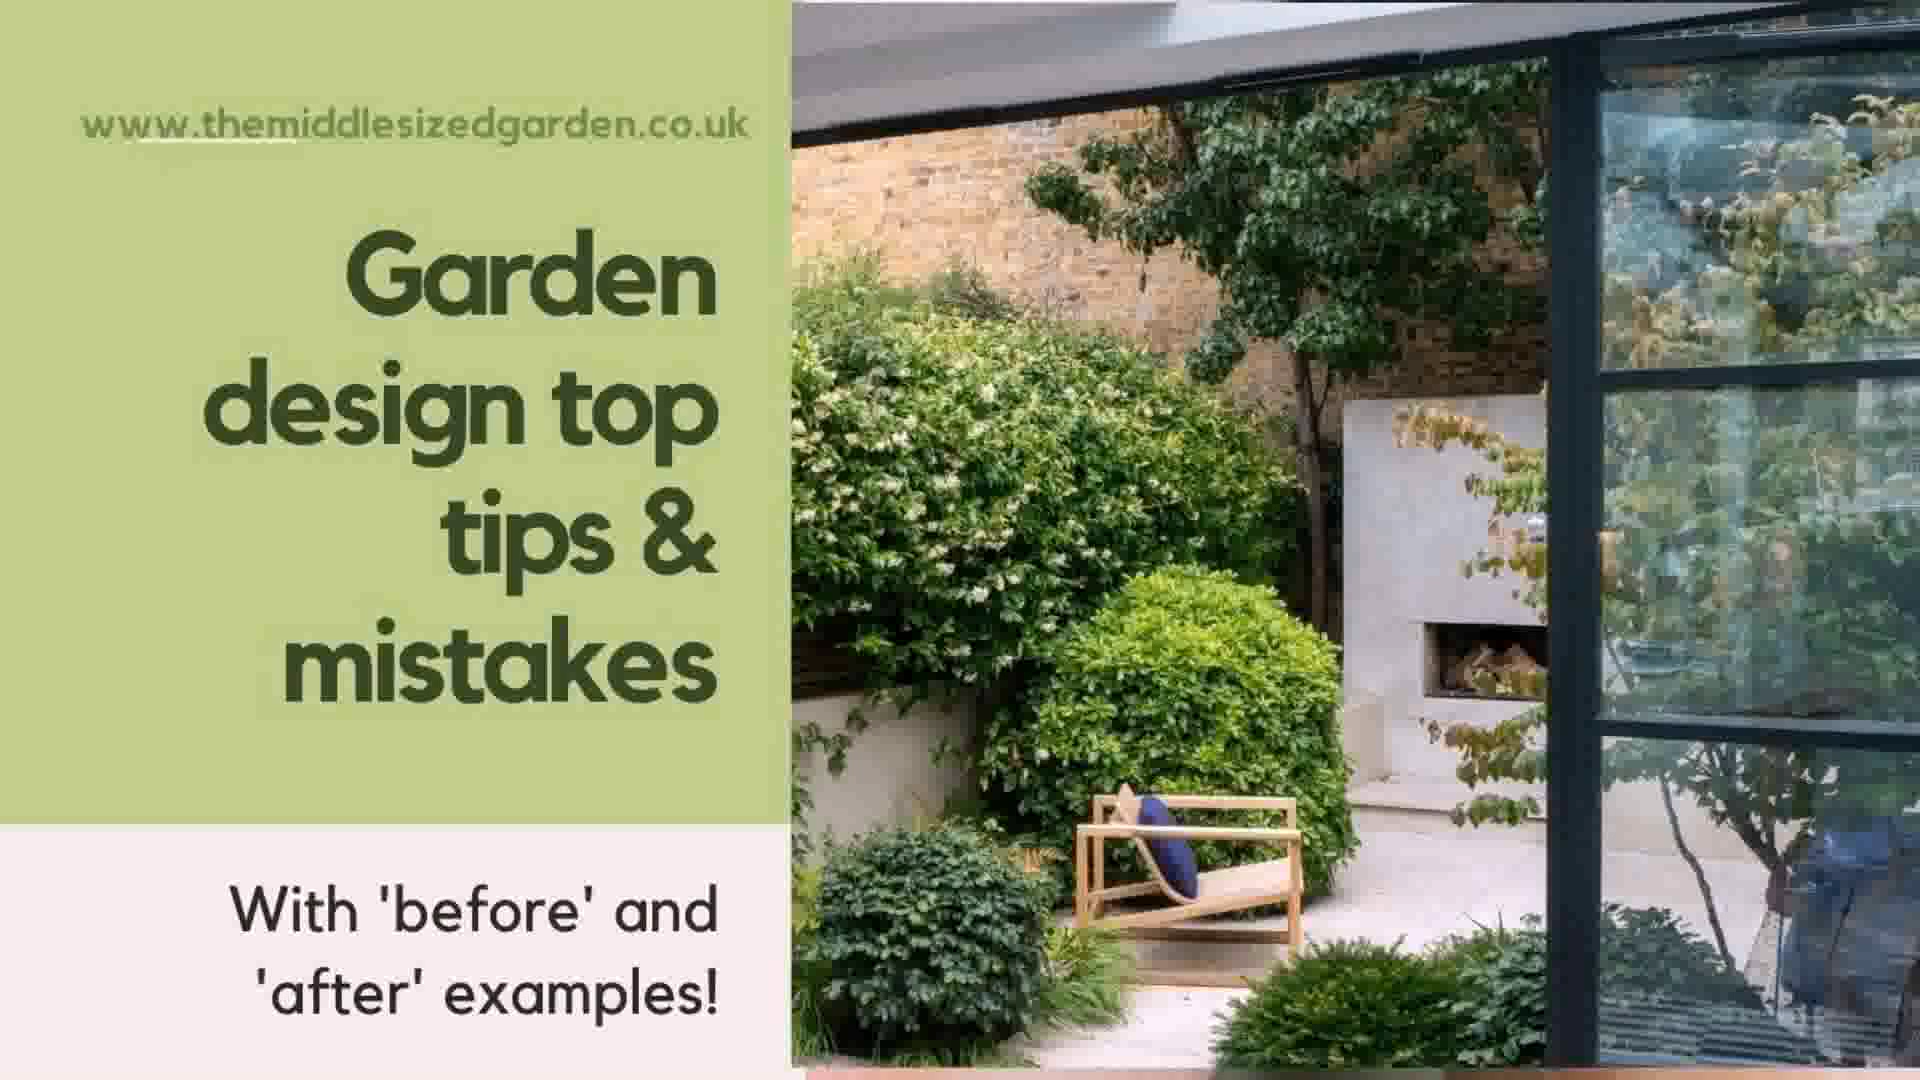 www.themiddlesizedgarden.co.uk
Garden
design top
tips &
mistakes
With 'before' and
'after' examples!